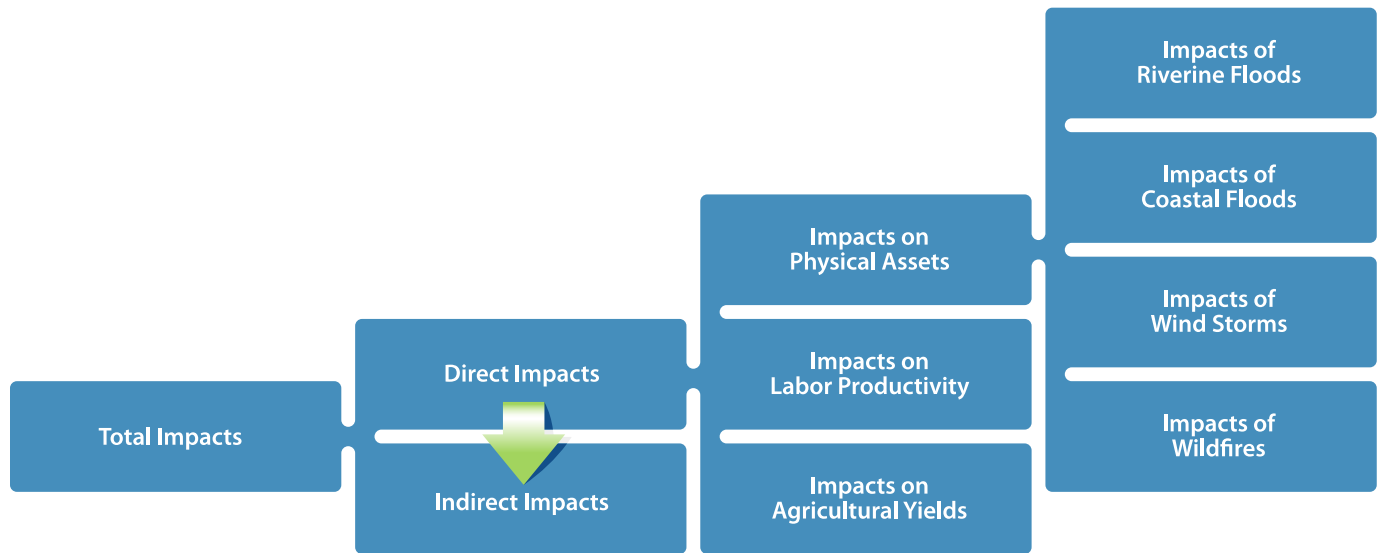 Total Impacts
Direct Impacts
Indirect Impacts
Impacts on
Physical Assets
Impacts on
Labor Productivity
Impacts on
Agricultural Yields
Impacts of
Riverine Floods
Impacts of
Coastal Floods
Impacts of
Wind Storms
Impacts of
Wildfires